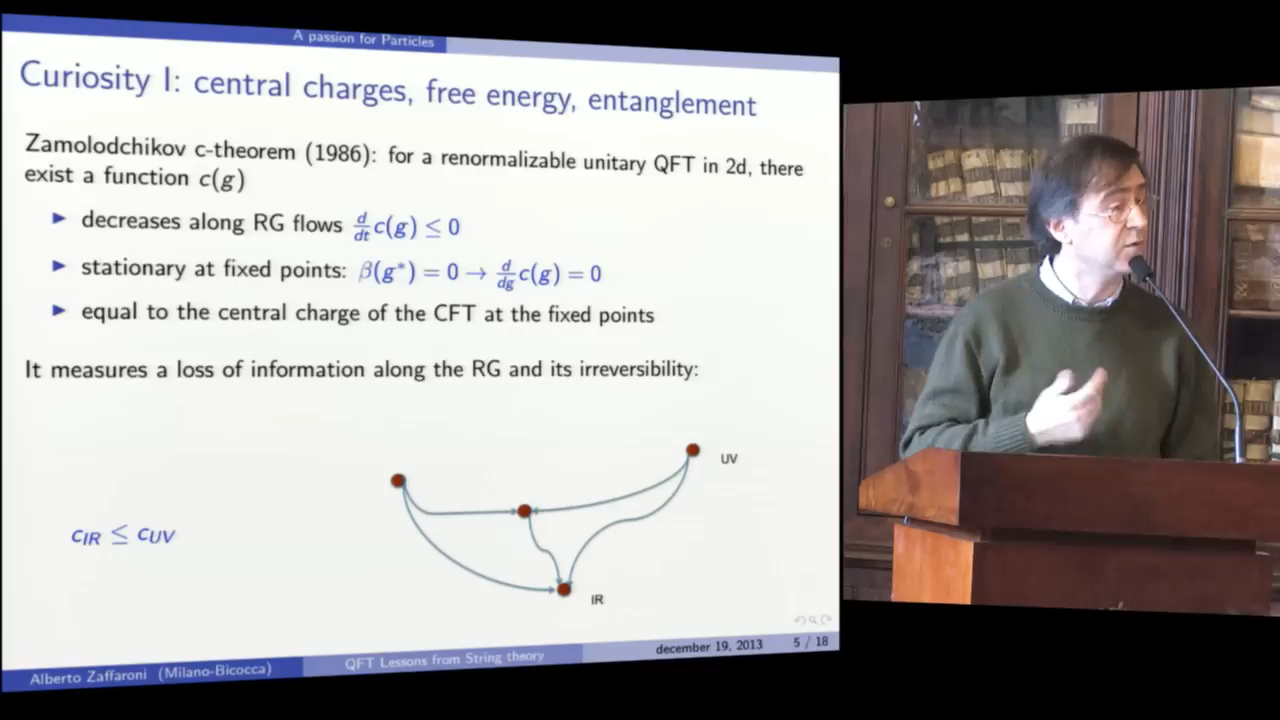 A passion for Particles
Curiosity I: central charges, free energy, entanglement
Zamolodchikov c-theorem (1986): for a renormalizable unitary QFT in 2d, there
exist a function c(g)
▶ decreases along RG flows d/dt c(g) ≤ 0
▶ stationary at fixed points: β(g*) = 0 → d/dg c(g) = 0
▶ equal to the central charge of the CFT at the fixed points
It measures a loss of information along the RG and its irreversibility:
UV
c_IR ≤ c_UV
IR
Alberto Zaffaroni (Milano-Bicocca) QFT Lessons from String theory december 19, 2013 5 / 18